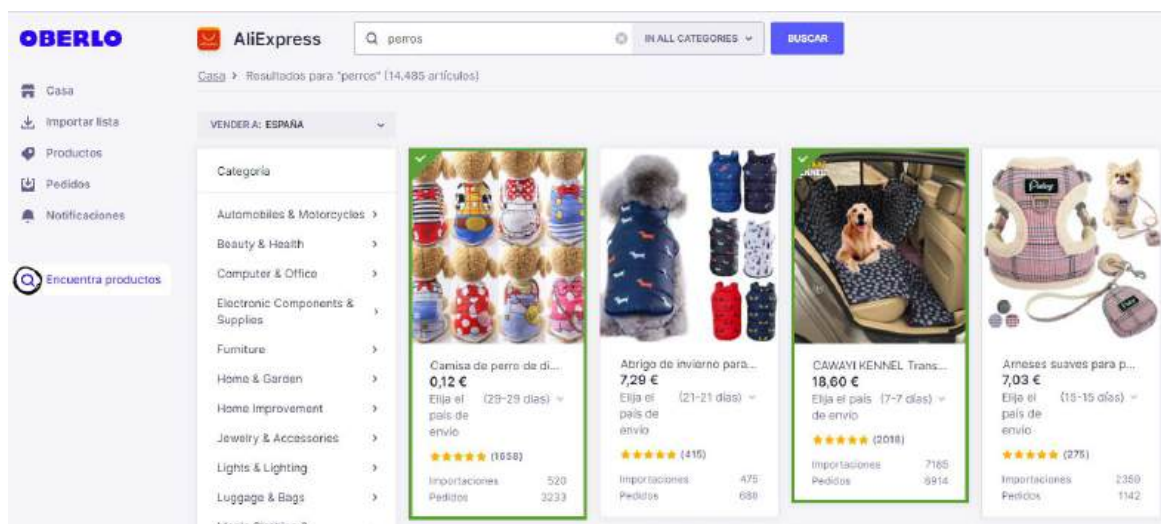 OBERLO
AliExpress
perros
IN ALL CATEGORIES
BUSCAR
Casa > Resultados para "perros" (14,485 artículos)
Casa
Importar lista
Productos
Pedidos
Notificaciones
Encuentra productos
VENDER A: ESPAÑA
Categoría
Automobiles & Motorcycles >
Beauty & Health >
Computer & Office >
Electronic Components & >
Supplies
Furniture >
Home & Garden >
Home Improvement >
Jewelry & Accessories >
Lights & Lighting >
Luggage & Bags >
Camisa de perro de di...
0,12 €
Elija el (29-29 días)
país de
envío
(1658)
Importaciones 520
Pedidos 3233
Abrigo de invierno para...
7,29 €
Elija el (21-21 días)
país de
envío
(415)
Importaciones 475
Pedidos 688
KENNEL
CAWAYI KENNEL Trans...
18,60 €
Elija el país (7-7 días)
de envío
(2018)
Importaciones 7185
Pedidos 6914
Arneses suaves para p...
7,03 €
Elija el (15-15 días)
país de
envío
(275)
Importaciones 2350
Pedidos 1142